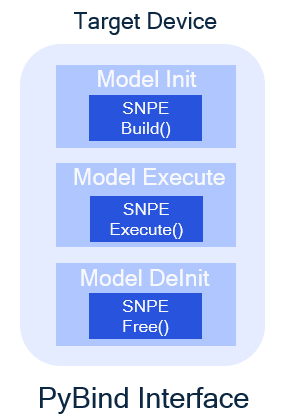 Target Device
Model Init
SNPE
Build()
Model Execute
SNPE
Execute()
Model DeInit
SNPE
Free()
PyBind Interface